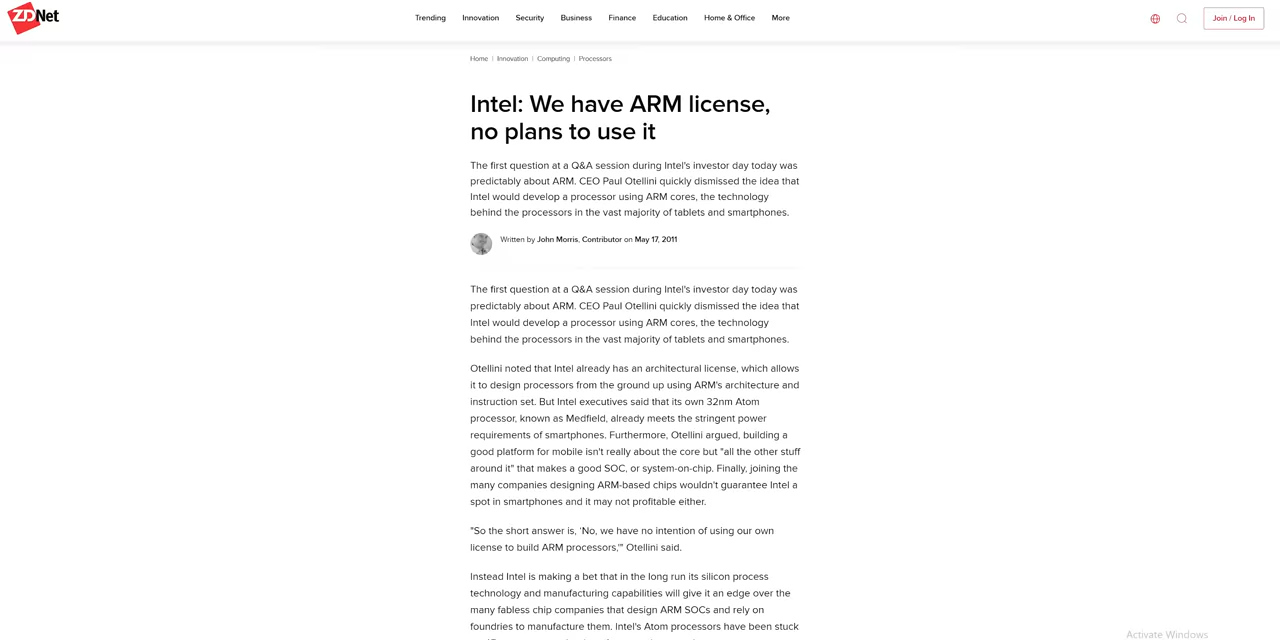 ZDNet
Trending Innovation Security Business Finance Education Home & Office More
Join / Log In
Home | Innovation | Computing | Processors
Intel: We have ARM license,
no plans to use it
The first question at a Q&A session during Intel's investor day today was
predictably about ARM. CEO Paul Otellini quickly dismissed the idea that
Intel would develop a processor using ARM cores, the technology
behind the processors in the vast majority of tablets and smartphones.
Written by John Morris, Contributor on May 17, 2011
The first question at a Q&A session during Intel's investor day today was
predictably about ARM. CEO Paul Otellini quickly dismissed the idea that
Intel would develop a processor using ARM cores, the technology
behind the processors in the vast majority of tablets and smartphones.
Otellini noted that Intel already has an architectural license, which allows
it to design processors from the ground up using ARM's architecture and
instruction set. But Intel executives said that its own 32nm Atom
processor, known as Medfield, already meets the stringent power
requirements of smartphones. Furthermore, Otellini argued, building a
good platform for mobile isn't really about the core but "all the other stuff
around it" that makes a good SOC, or system-on-chip. Finally, joining the
many companies designing ARM-based chips wouldn't guarantee Intel a
spot in smartphones and it may not profitable either.
"So the short answer is, 'No, we have no intention of using our own
license to build ARM processors,'" Otellini said.
Instead Intel is making a bet that in the long run its silicon process
technology and manufacturing capabilities will give it an edge over the
many fabless chip companies that design ARM SOCs and rely on
foundries to manufacture them. Intel's Atom processors have been stuck
Activate Windows